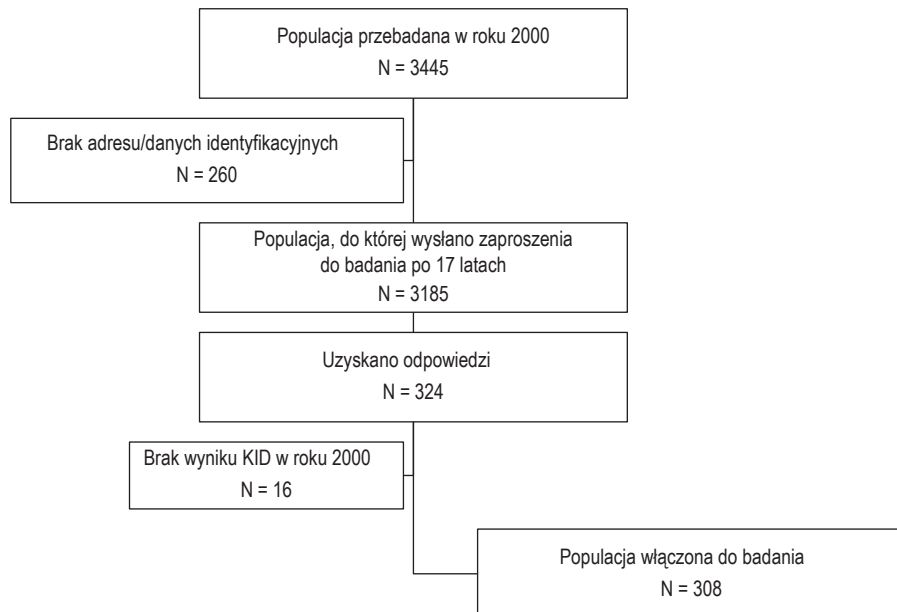 Populacja przebadana w roku 2000
N = 3445
Brak adresu/danych identyfikacyjnych
N = 260
Populacja, do której wysłano zaproszenia
do badania po 17 latach
N = 3185
Uzyskano odpowiedzi
N = 324
Brak wyniku KID w roku 2000
N = 16
Populacja włączona do badania
N = 308